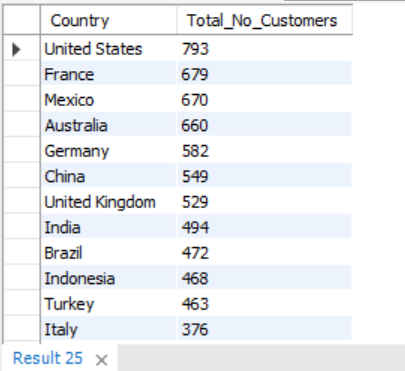 Country Total_No_Customers
United States 793
France 679
Mexico 670
Australia 660
Germany 582
China 549
United Kingdom 529
India 494
Brazil 472
Indonesia 468
Turkey 463
Italy 376
Result 25 ×